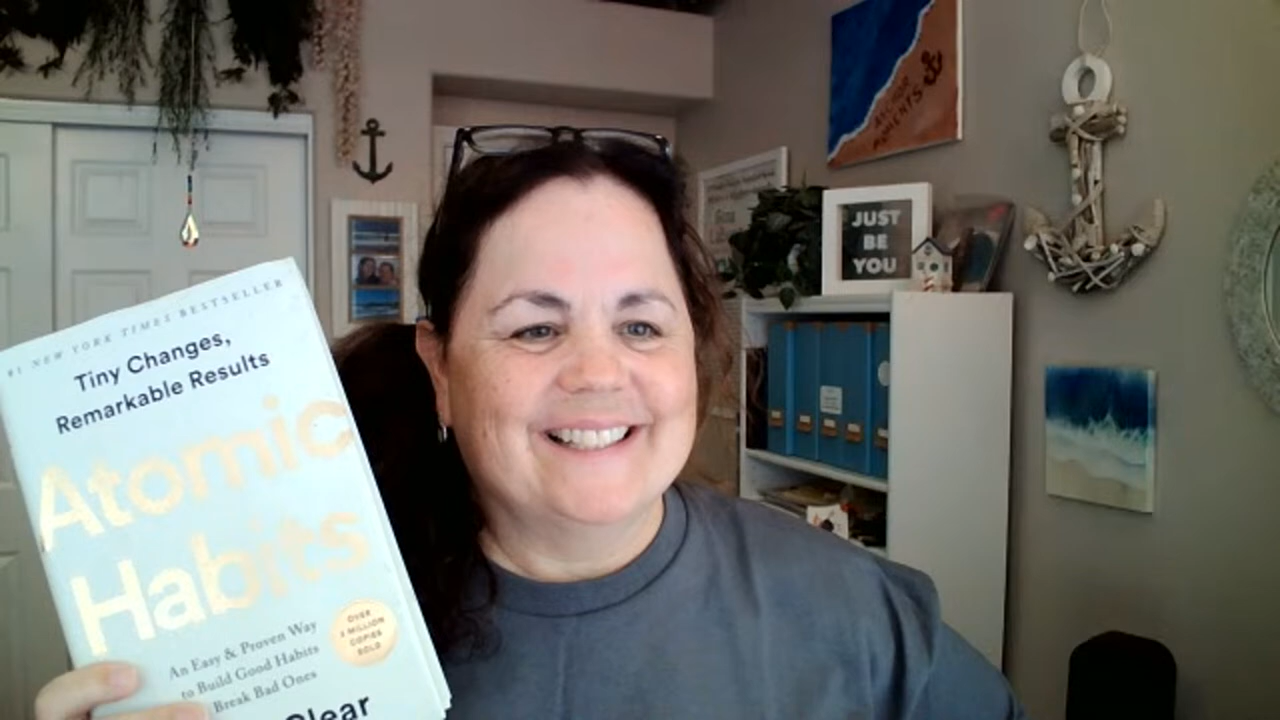 #1 NEW YORK TIMES BESTSELLER
Tiny Changes,
Remarkable Results
Atomic
Habits
An Easy & Proven Way
to Build Good Habits
Break Bad Ones
OVER
MILLION
COPIES
SOLD
Clear
JUST
BE
YOU